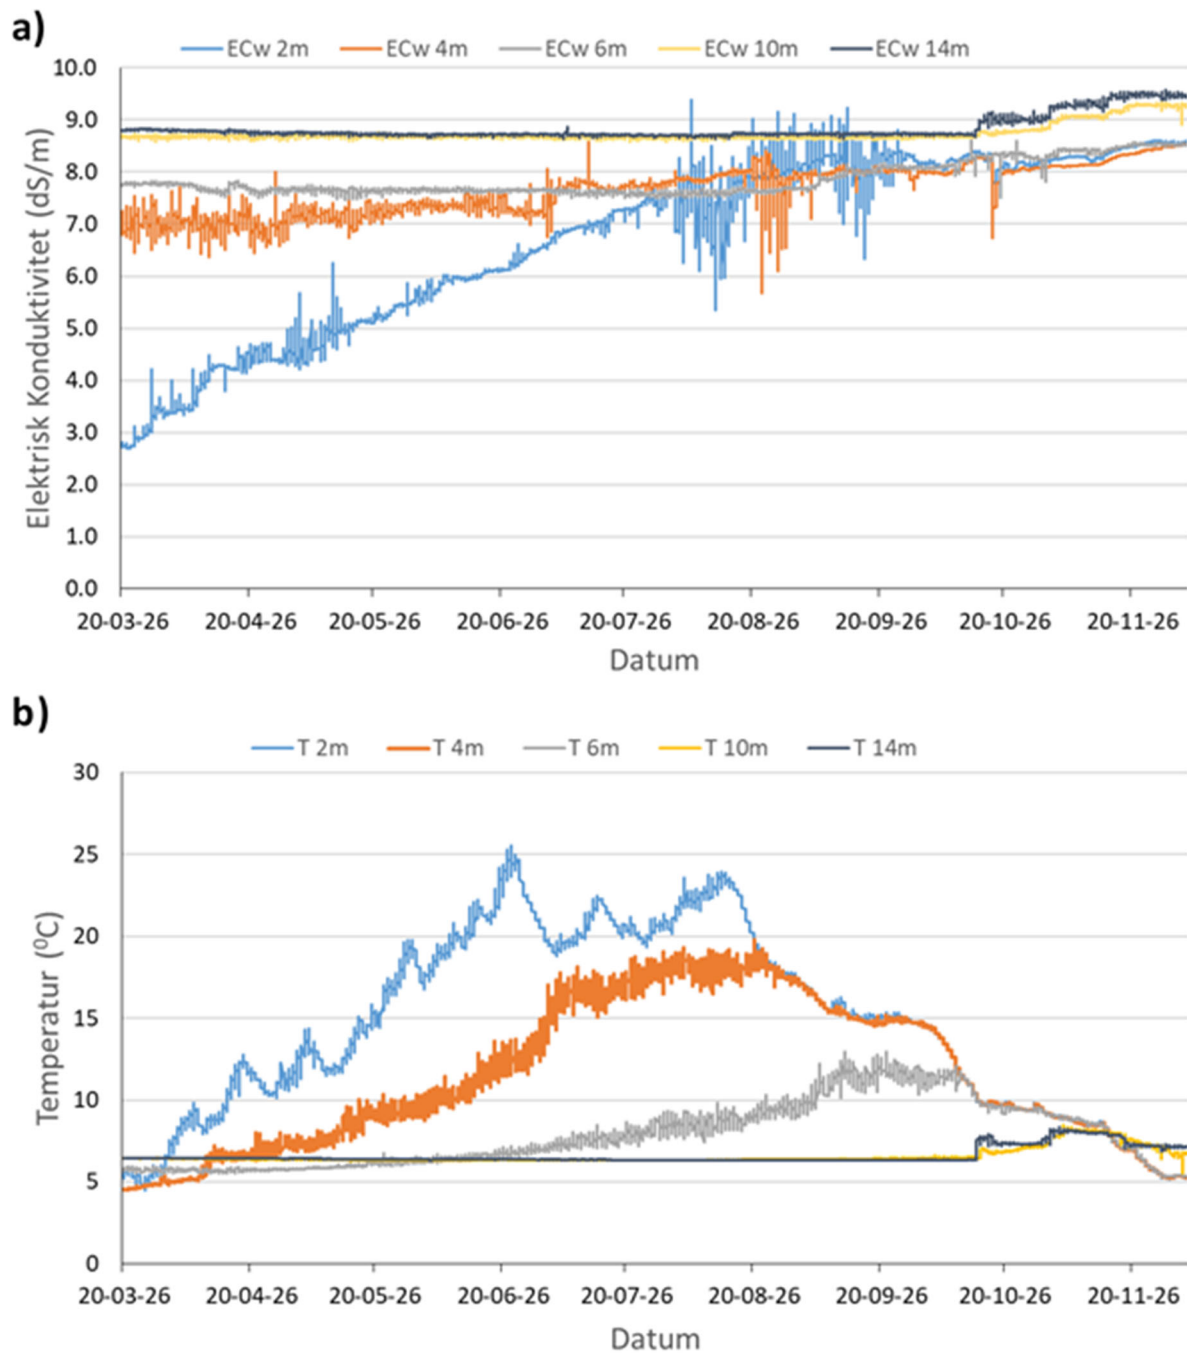 a)
ECw 2m ECw 4m ECw 6m ECw 10m ECw 14m
10.0
9.0
8.0
7.0
6.0
5.0
4.0
3.0
2.0
1.0
0.0
Elektrisk Konduktivitet (dS/m)
20-03-26 20-04-26 20-05-26 20-06-26 20-07-26 20-08-26 20-09-26 20-10-26 20-11-26
Datum
b)
T 2m T 4m T 6m T 10m T 14m
30
25
20
15
10
5
0
Temperatur (⁰C)
20-03-26 20-04-26 20-05-26 20-06-26 20-07-26 20-08-26 20-09-26 20-10-26 20-11-26
Datum